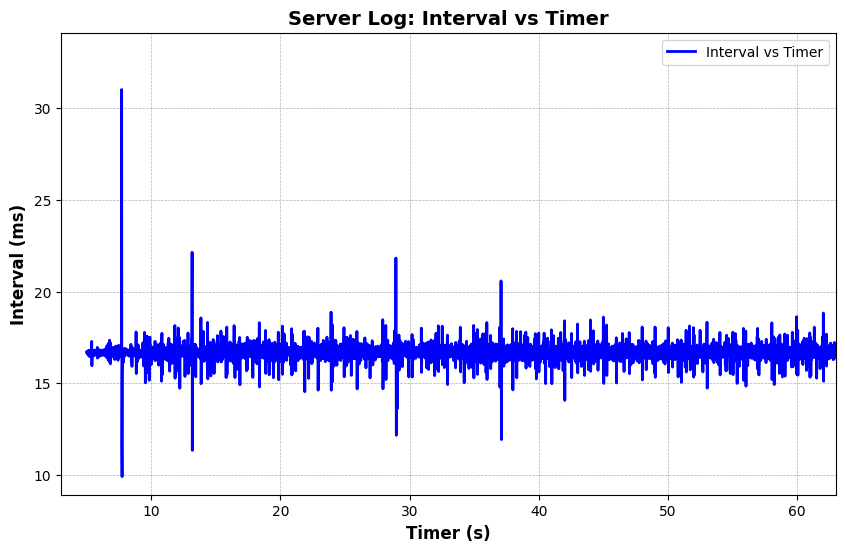 Server Log: Interval vs Timer
Interval vs Timer
30
25
20
15
10
Interval (ms)
10 20 30 40 50 60
Timer (s)